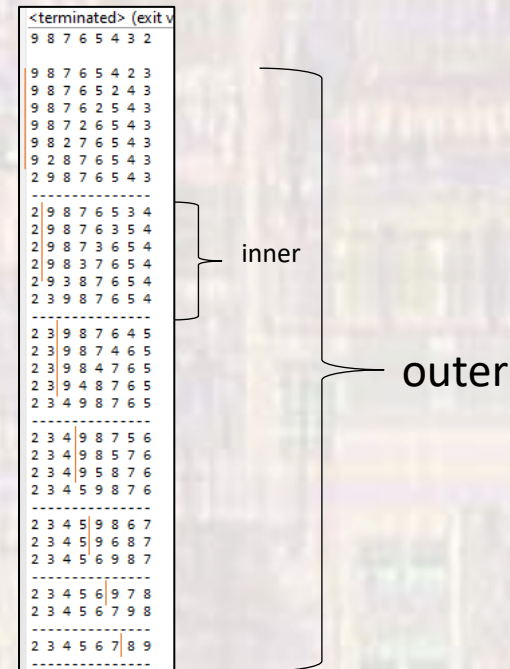 <terminated> (exit v
9 8 7 6 5 4 3 2
9 8 7 6 5 4 2 3
9 8 7 6 5 2 4 3
9 8 7 6 2 5 4 3
9 8 7 2 6 5 4 3
9 8 2 7 6 5 4 3
9 2 8 7 6 5 4 3
2 9 8 7 6 5 4 3
----------------
2 9 8 7 6 5 3 4
2 9 8 7 6 3 5 4
2 9 8 7 3 6 5 4
2 9 8 3 7 6 5 4
2 9 3 8 7 6 5 4
2 3 9 8 7 6 5 4
----------------
2 3 9 8 7 6 4 5
2 3 9 8 7 4 6 5
2 3 9 8 4 7 6 5
2 3 9 4 8 7 6 5
2 3 4 9 8 7 6 5
----------------
2 3 4 9 8 7 5 6
2 3 4 9 8 5 7 6
2 3 4 9 5 8 7 6
2 3 4 5 9 8 7 6
----------------
2 3 4 5 9 8 6 7
2 3 4 5 9 6 8 7
2 3 4 5 6 9 8 7
----------------
2 3 4 5 6 9 7 8
2 3 4 5 6 7 9 8
----------------
2 3 4 5 6 7 8 9
----------------
inner
outer